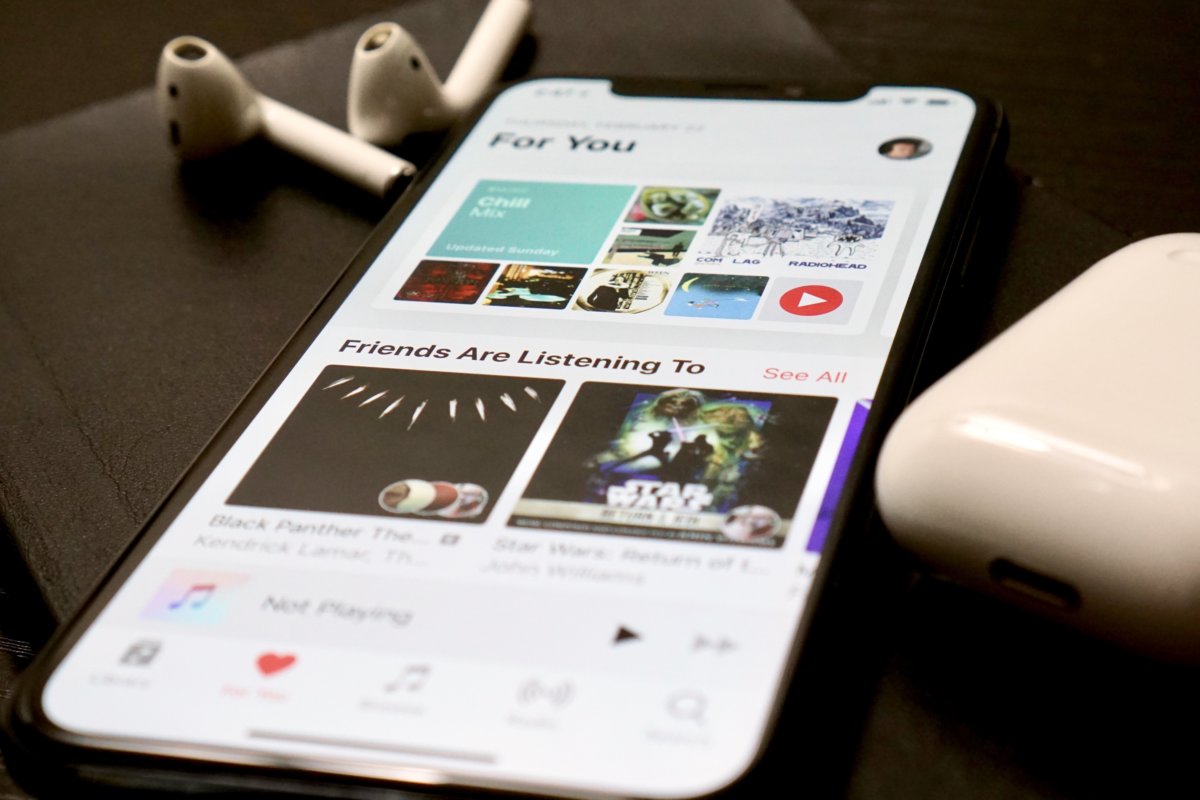 THURSDAY, FEBRUARY 22
For You
Chill
Mix
Updated Sunday
COM LAG RADIOHEAD
Friends Are Listening To
See All
STAR
WARS
RETURN
JEDI
Black Panther The...
Kendrick Lamar, Th...
Star Wars: Return of t...
John Williams
Not Playing
Library
For You
Browse
Radio
Search